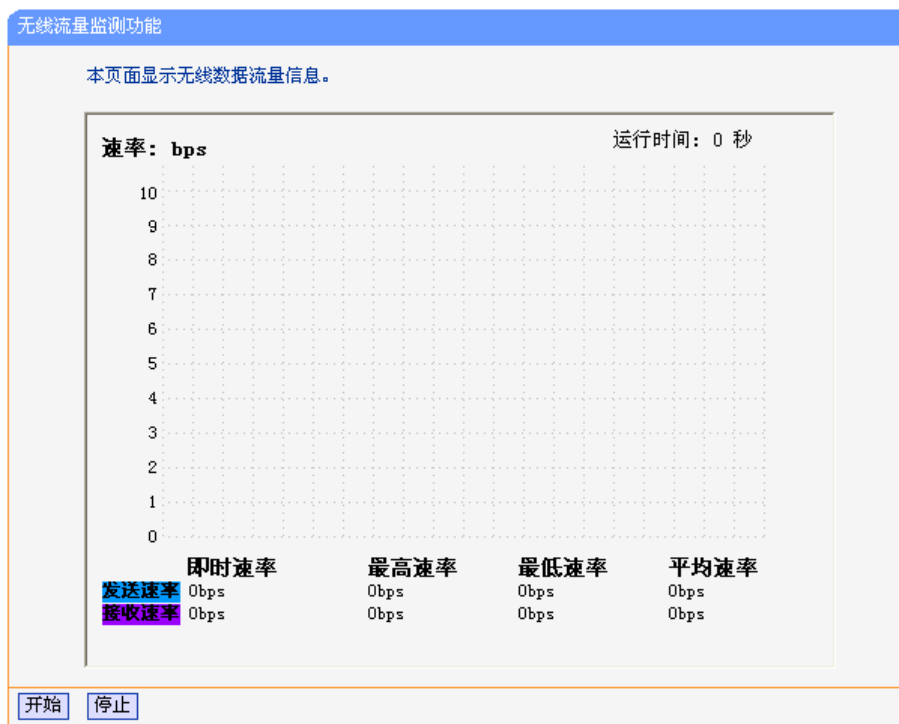 无线流量监测功能
本页面显示无线数据流量信息。
速率: bps
运行时间: 0 秒
10
9
8
7
6
5
4
3
2
1
0
即时速率 最高速率 最低速率 平均速率
发送速率 0bps 0bps 0bps 0bps
接收速率 0bps 0bps 0bps 0bps
开始 停止